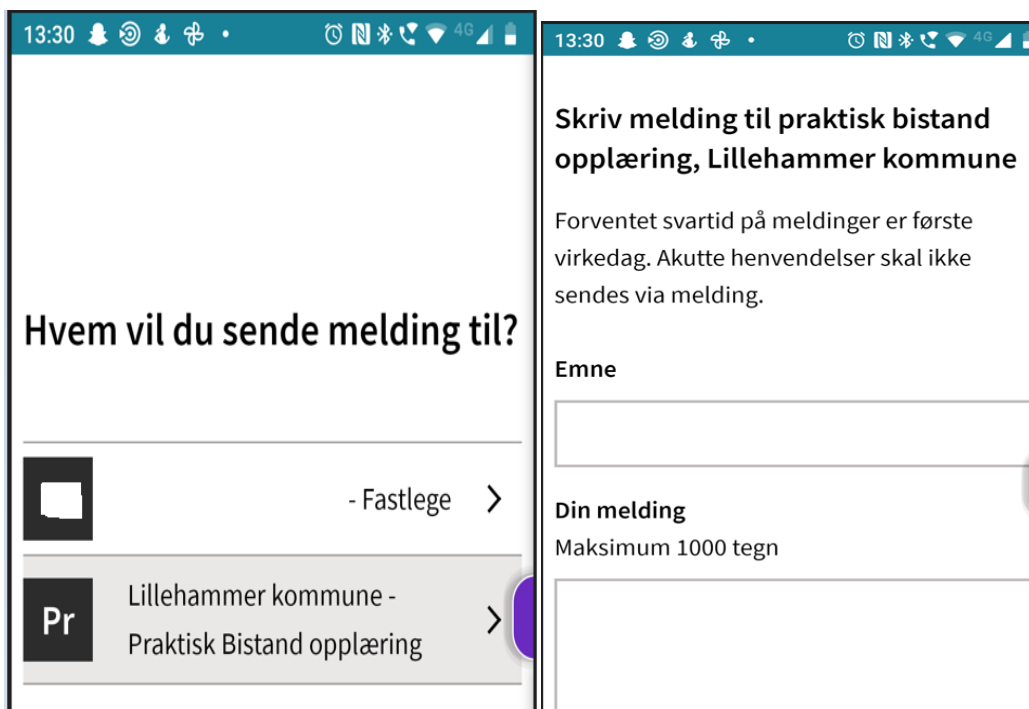 13:30
4G
Hvem vil du sende melding til?
- Fastlege
Pr
Lillehammer kommune -
Praktisk Bistand opplæring
13:30
4G
Skriv melding til praktisk bistand
opplæring, Lillehammer kommune
Forventet svartid på meldinger er første
virkedag. Akutte henvendelser skal ikke
sendes via melding.
Emne
Din melding
Maksimum 1000 tegn